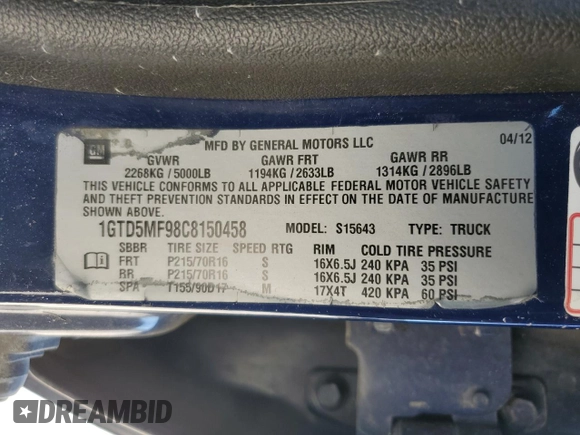 GM
MFD BY GENERAL MOTORS LLC
04/12
GVWR GAWR FRT GAWR RR
2268KG / 5000LB 1194KG / 2633LB 1314KG / 2896LB
THIS VEHICLE CONFORMS TO ALL APPLICABLE FEDERAL MOTOR VEHICLE SAFETY
AND THEFT PREVENTION STANDARDS IN EFFECT ON THE DATE OF MANUFACTURE
SHOWN ABOVE
1GTD5MF98C8150458 MODEL: S15643 TYPE: TRUCK
SBBR TIRE SIZE SPEED RTG RIM COLD TIRE PRESSURE
FRT P215/70R16 S 16X6.5J 240 KPA 35 PSI
RR P215/70R16 S 16X6.5J 240 KPA 35 PSI
SPA T155/90D17 M 17X4T 420 KPA 60 PSI
DREAMBID